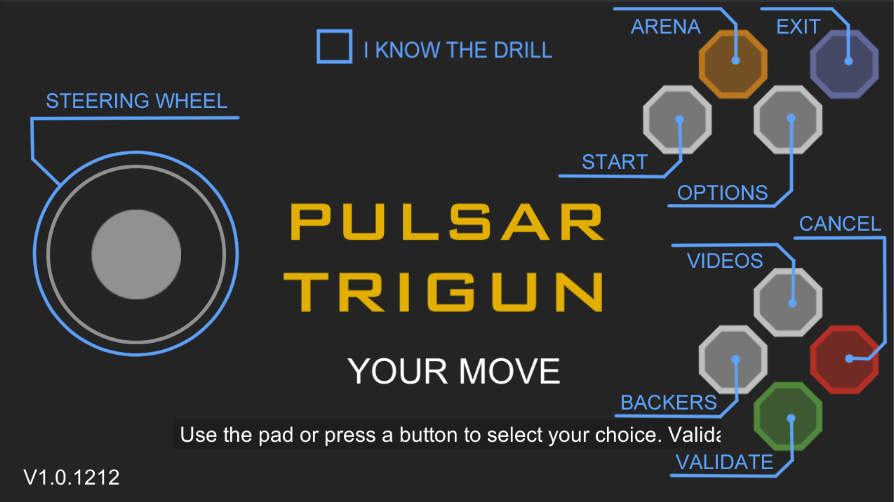 ARENA
EXIT
I KNOW THE DRILL
STEERING WHEEL
START
OPTIONS
PULSAR
TRIGUN
CANCEL
VIDEOS
YOUR MOVE
BACKERS
Use the pad or press a button to select your choice. Valida
VALIDATE
V1.0.1212